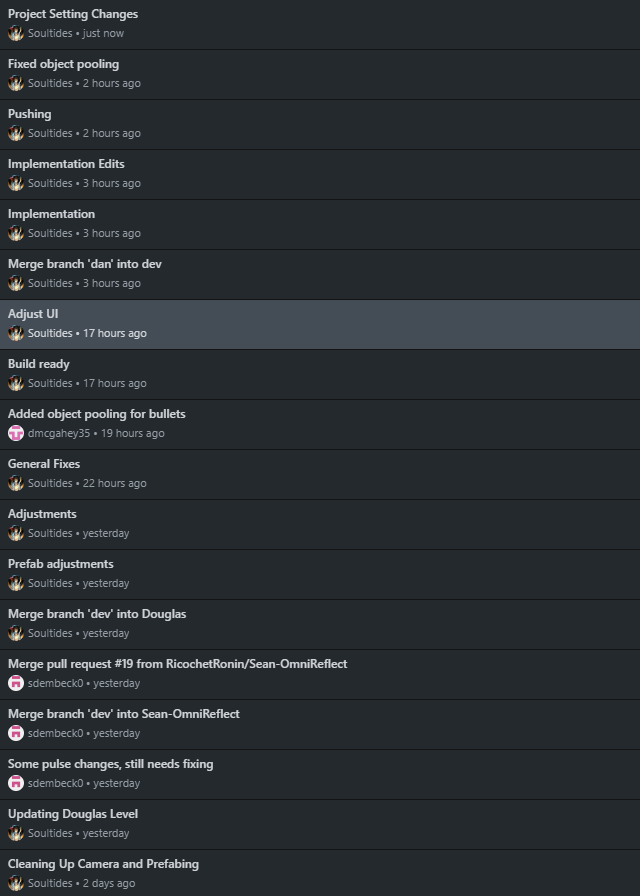 Project Setting Changes
Soultides • just now
Fixed object pooling
Soultides • 2 hours ago
Pushing
Soultides • 2 hours ago
Implementation Edits
Soultides • 3 hours ago
Implementation
Soultides • 3 hours ago
Merge branch 'dan' into dev
Soultides • 3 hours ago
Adjust UI
Soultides • 17 hours ago
Build ready
Soultides • 17 hours ago
Added object pooling for bullets
dmcgahey35 • 19 hours ago
General Fixes
Soultides • 22 hours ago
Adjustments
Soultides • yesterday
Prefab adjustments
Soultides • yesterday
Merge branch 'dev' into Douglas
Soultides • yesterday
Merge pull request #19 from RicochetRonin/Sean-OmniReflect
sdembeck0 • yesterday
Merge branch 'dev' into Sean-OmniReflect
sdembeck0 • yesterday
Some pulse changes, still needs fixing
sdembeck0 • yesterday
Updating Douglas Level
Soultides • yesterday
Cleaning Up Camera and Prefabing
Soultides • 2 days ago